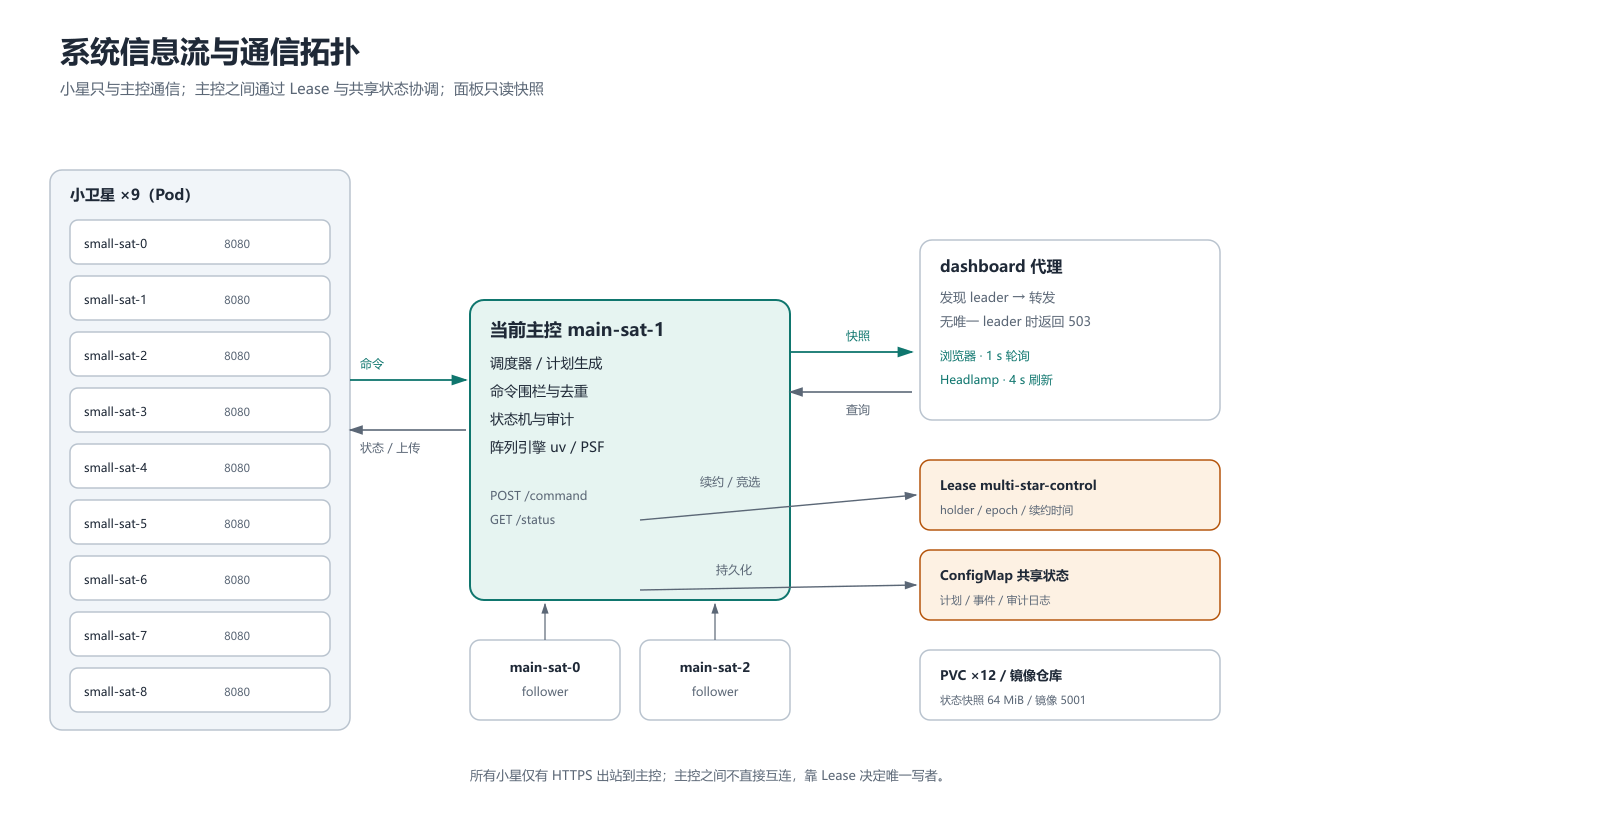 系统信息流与通信拓扑
小星只与主控通信；主控之间通过 Lease 与共享状态协调；面板只读快照
小卫星 ×9（Pod）
small-sat-0 8080
small-sat-1 8080
small-sat-2 8080
small-sat-3 8080
small-sat-4 8080
small-sat-5 8080
small-sat-6 8080
small-sat-7 8080
small-sat-8 8080
命令
状态 / 上传
当前主控 main-sat-1
调度器 / 计划生成
命令围栏与去重
状态机与审计
阵列引擎 uv / PSF
续约 / 竞选
POST /command
GET /status
持久化
main-sat-0
follower
main-sat-2
follower
快照
查询
dashboard 代理
发现 leader → 转发
无唯一 leader 时返回 503
浏览器 · 1 s 轮询
Headlamp · 4 s 刷新
Lease multi-star-control
holder / epoch / 续约时间
ConfigMap 共享状态
计划 / 事件 / 审计日志
PVC ×12 / 镜像仓库
状态快照 64 MiB / 镜像 5001
所有小星仅有 HTTPS 出站到主控；主控之间不直接互连，靠 Lease 决定唯一写者。